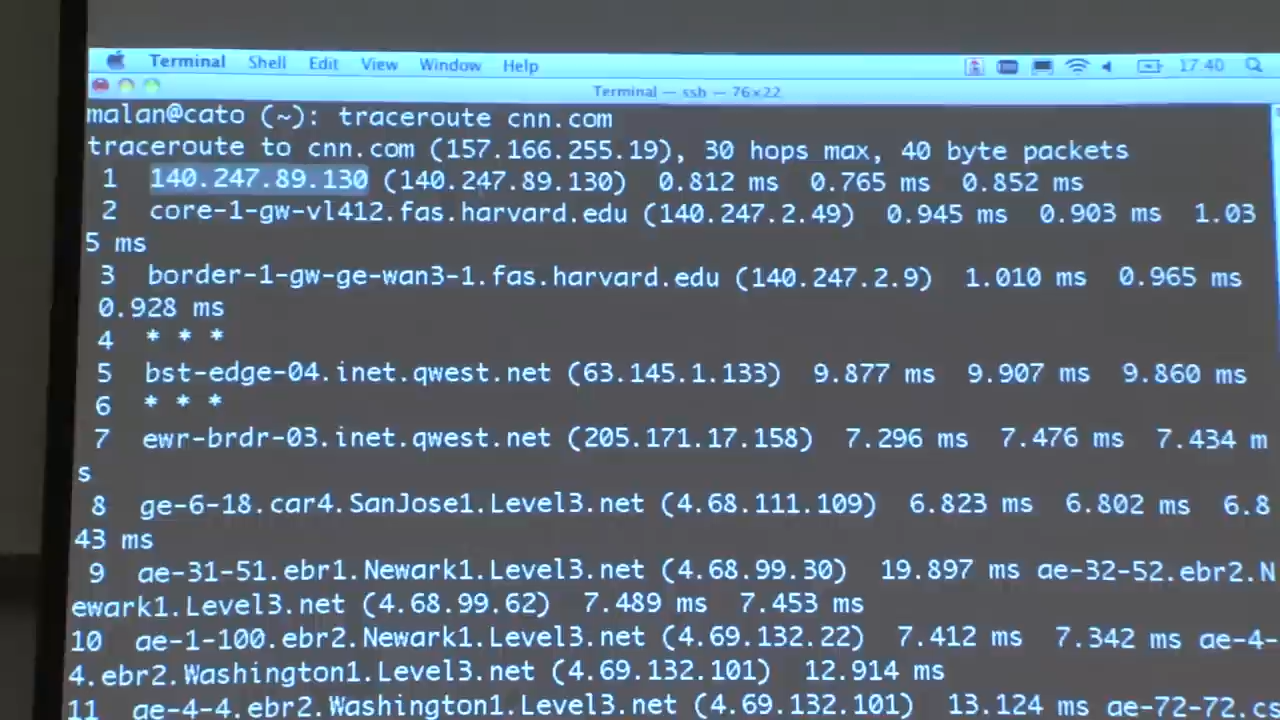 Terminal Shell Edit View Window Help 17:40
Terminal — ssh — 76×22
malan@cato (~): traceroute cnn.com
traceroute to cnn.com (157.166.255.19), 30 hops max, 40 byte packets
1 140.247.89.130 (140.247.89.130) 0.812 ms 0.765 ms 0.852 ms
2 core-1-gw-vl412.fas.harvard.edu (140.247.2.49) 0.945 ms 0.903 ms 1.03
5 ms
3 border-1-gw-ge-wan3-1.fas.harvard.edu (140.247.2.9) 1.010 ms 0.965 ms
0.928 ms
4 * * *
5 bst-edge-04.inet.qwest.net (63.145.1.133) 9.877 ms 9.907 ms 9.860 ms
6 * * *
7 ewr-brdr-03.inet.qwest.net (205.171.17.158) 7.296 ms 7.476 ms 7.434 m
s
8 ge-6-18.car4.SanJose1.Level3.net (4.68.111.109) 6.823 ms 6.802 ms 6.8
43 ms
9 ae-31-51.ebr1.Newark1.Level3.net (4.68.99.30) 19.897 ms ae-32-52.ebr2.N
ewark1.Level3.net (4.68.99.62) 7.489 ms 7.453 ms
10 ae-1-100.ebr2.Newark1.Level3.net (4.69.132.22) 7.412 ms 7.342 ms ae-4-
4.ebr2.Washington1.Level3.net (4.69.132.101) 12.914 ms
11 ae-4-4.ebr2.Washington1.Level3.net (4.69.132.101) 13.124 ms ae-72-72.cs